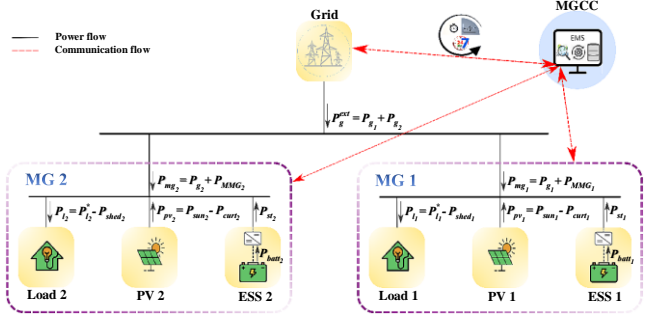 Grid
MGCC
EMS
Power flow
Communication flow
P_g^ext = P_g1 + P_g2
MG 2
P_mg2 = P_g2 + P_MMG2
P_l2 = P*_l2 - P_shed2
P_pv2 = P_sun2 - P_curt2
P_st2
P_batt2
Load 2
PV 2
ESS 2
MG 1
P_mg1 = P_g1 + P_MMG1
P_l1 = P*_l1 - P_shed1
P_pv1 = P_sun1 - P_curt1
P_st1
P_batt1
Load 1
PV 1
ESS 1